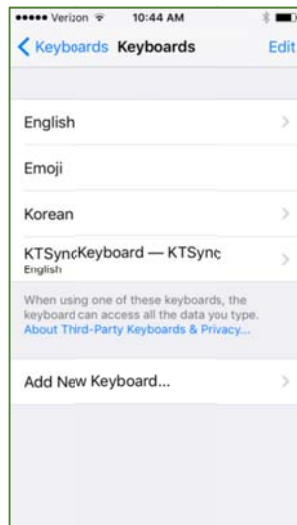 Verizon 10:44 AM
Keyboards Keyboards Edit
English
Emoji
Korean
KTSyncKeyboard — KTSync
English
When using one of these keyboards, the
keyboard can access all the data you type.
About Third-Party Keyboards & Privacy...
Add New Keyboard...